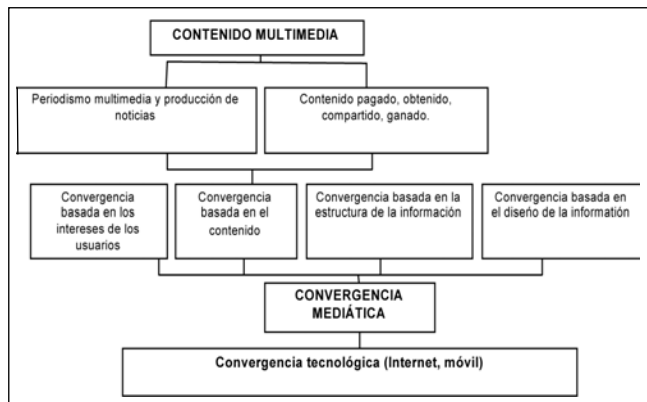 CONTENIDO MULTIMEDIA
Periodismo multimedia y producción de
noticias
Contenido pagado, obtenido,
compartido, ganado.
Convergencia
basada en los
intereses de los
usuarios
Convergencia
basada en el
contenido
Convergencia basada en la
estructura de la información
Convergencia basada en
el diseño de la informatión
CONVERGENCIA
MEDIÁTICA
Convergencia tecnológica (Internet, móvil)